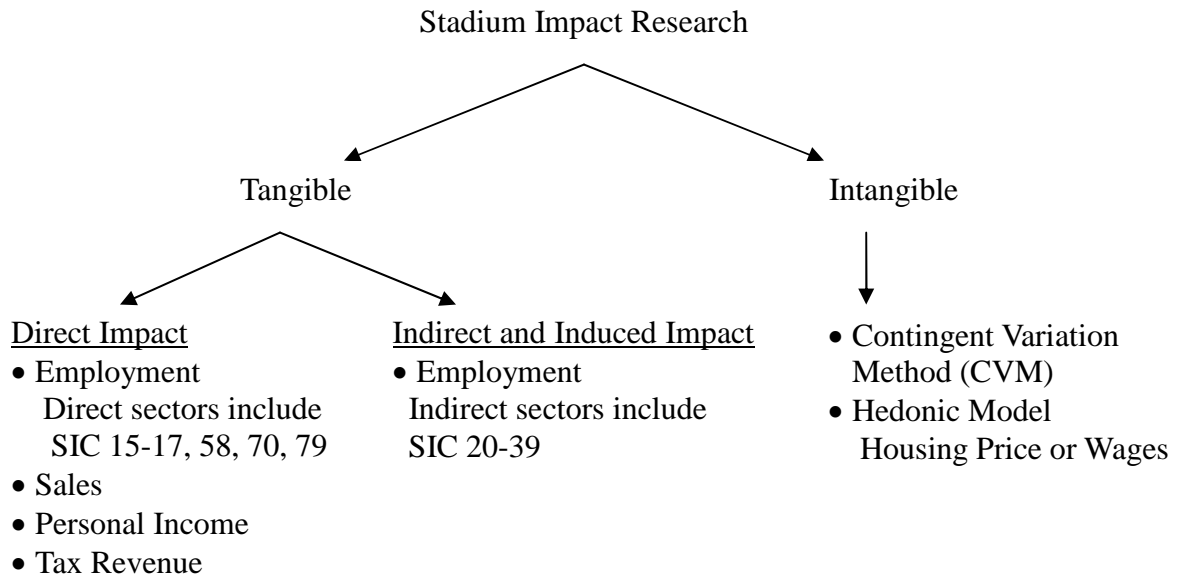 Stadium Impact Research
Tangible
Intangible
Direct Impact
• Employment
Direct sectors include
SIC 15-17, 58, 70, 79
• Sales
• Personal Income
• Tax Revenue
Indirect and Induced Impact
• Employment
Indirect sectors include
SIC 20-39
• Contingent Variation
Method (CVM)
• Hedonic Model
Housing Price or Wages